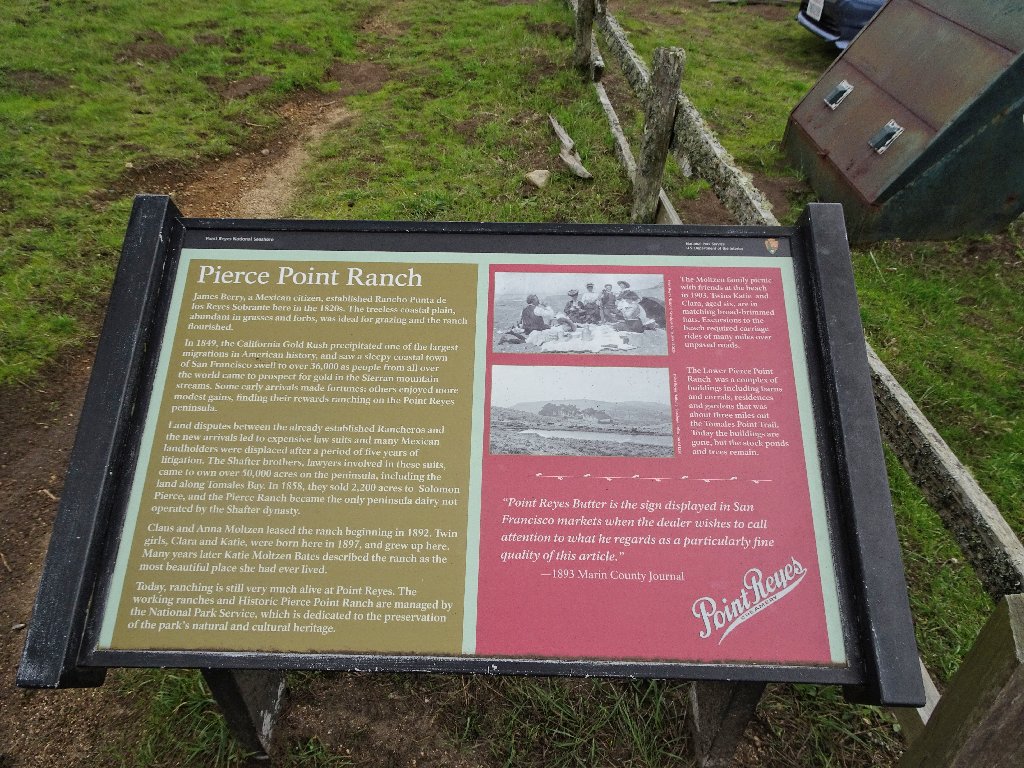 Point Reyes National Seashore
National Park Service
U.S. Department of the Interior
Pierce Point Ranch
James Berry, a Mexican citizen, established Rancho Punta de
los Reyes Sobrante here in the 1820s. The treeless coastal plain,
abundant in grasses and forbs, was ideal for grazing and the ranch
flourished.
In 1849, the California Gold Rush precipitated one of the largest
migrations in American history, and saw a sleepy coastal town
of San Francisco swell to over 36,000 as people from all over
the world came to prospect for gold in the Sierran mountain
streams. Some early arrivals made fortunes; others enjoyed more
modest gains, finding their rewards ranching on the Point Reyes
peninsula.
Land disputes between the already established Rancheros and
the new arrivals led to expensive law suits and many Mexican
landholders were displaced after a period of five years of
litigation. The Shafter brothers, lawyers involved in these suits,
came to own over 50,000 acres on the peninsula, including the
land along Tomales Bay. In 1858, they sold 2,200 acres to Solomon
Pierce, and the Pierce Ranch became the only peninsula dairy not
operated by the Shafter dynasty.
Claus and Anna Moltzen leased the ranch beginning in 1892. Twin
girls, Clara and Katie, were born here in 1897, and grew up here.
Many years later Katie Moltzen Bates described the ranch as the
most beautiful place she had ever lived.
Today, ranching is still very much alive at Point Reyes. The
working ranches and Historic Pierce Point Ranch are managed by
the National Park Service, which is dedicated to the preservation
of the park's natural and cultural heritage.
The Moltzen family picnic
with friends at the beach
in 1903. Twins Katie and
Clara, aged six, are in
matching broad-brimmed
hats. Excursions to the
beach required carriage
rides of many miles over
unpaved roads.
The Lower Pierce Point
Ranch was a complex of
buildings including barns
and corrals, residences
and gardens that was
about three miles out
the Tomales Point Trail.
Today the buildings are
gone, but the stock ponds
and trees remain.
"Point Reyes Butter is the sign displayed in San
Francisco markets when the dealer wishes to call
attention to what he regards as a particularly fine
quality of this article."
—1893 Marin County Journal
Point Reyes
CREAMERY